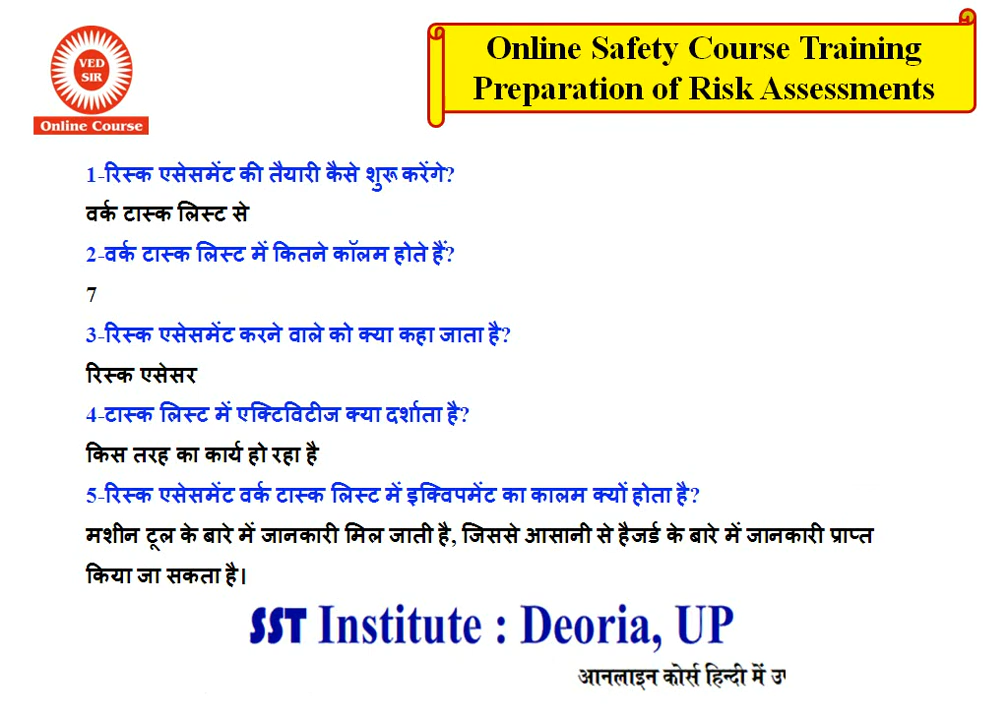 VED
SIR
Online Course
Online Safety Course Training
Preparation of Risk Assessments
1-रिस्क एसेसमेंट की तैयारी कैसे शुरू करेंगे?
वर्क टास्क लिस्ट से
2-वर्क टास्क लिस्ट में कितने कॉलम होते हैं?
7
3-रिस्क एसेसमेंट करने वाले को क्या कहा जाता है?
रिस्क एसेसर
4-टास्क लिस्ट में एक्टिविटीज क्या दर्शाता है?
किस तरह का कार्य हो रहा है
5-रिस्क एसेसमेंट वर्क टास्क लिस्ट में इक्विपमेंट का कालम क्यों होता है?
मशीन टूल के बारे में जानकारी मिल जाती है, जिससे आसानी से हैजर्ड के बारे में जानकारी प्राप्त
किया जा सकता है।
SST Institute : Deoria, UP
आनलाइन कोर्स हिन्दी में